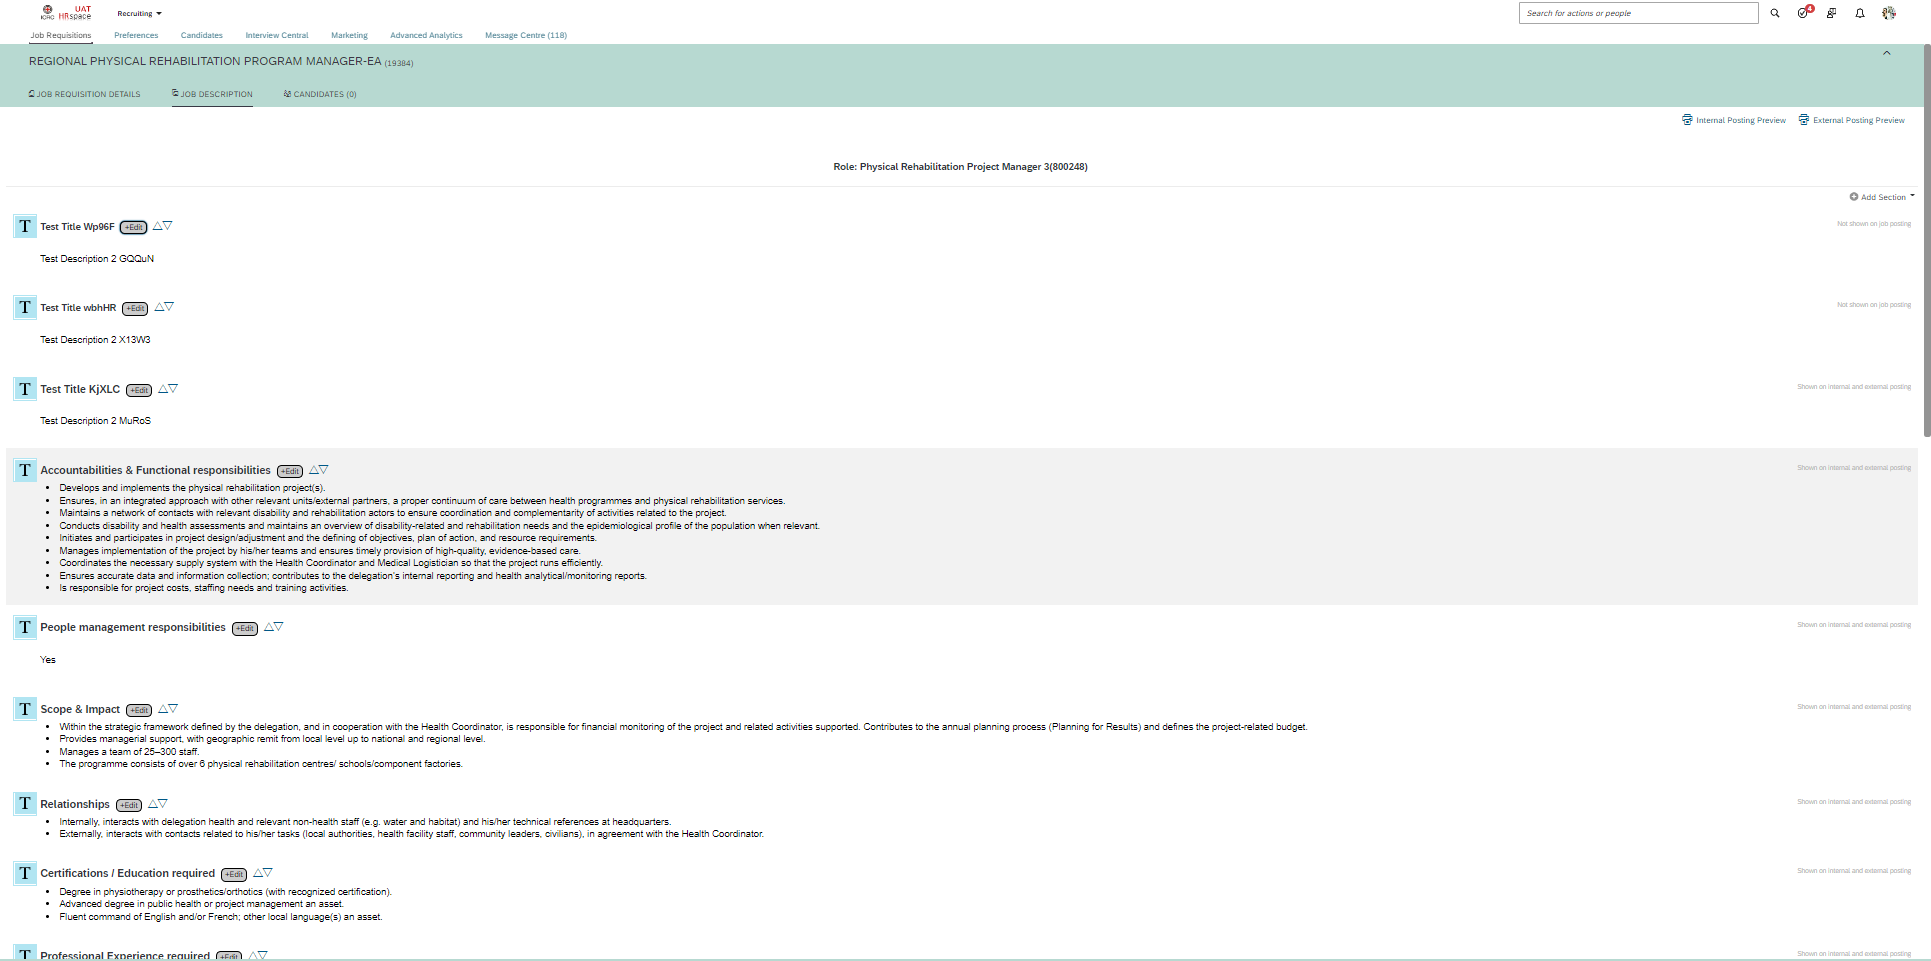 ICRC UAT HRspace Recruiting Search for actions or people 4
Job Requisitions Preferences Candidates Interview Central Marketing Advanced Analytics Message Centre (118)
REGIONAL PHYSICAL REHABILITATION PROGRAM MANAGER-EA (19384)
JOB REQUISITION DETAILS JOB DESCRIPTION CANDIDATES (0)
Internal Posting Preview External Posting Preview
Role: Physical Rehabilitation Project Manager 3(800248)
Add Section
T Test Title Wp96F +Edit Not shown on job posting
Test Description 2 GQQuN
T Test Title wbhHR +Edit Not shown on job posting
Test Description 2 X13W3
T Test Title KjXLC +Edit Shown on internal and external posting
Test Description 2 MuRoS
T Accountabilities & Functional responsibilities +Edit Shown on internal and external posting
• Develops and implements the physical rehabilitation project(s).
• Ensures, in an integrated approach with other relevant units/external partners, a proper continuum of care between health programmes and physical rehabilitation services.
• Maintains a network of contacts with relevant disability and rehabilitation actors to ensure coordination and complementarity of activities related to the project.
• Conducts disability and health assessments and maintains an overview of disability-related and rehabilitation needs and the epidemiological profile of the population when relevant.
• Initiates and participates in project design/adjustment and the defining of objectives, plan of action, and resource requirements.
• Manages implementation of the project by his/her teams and ensures timely provision of high-quality, evidence-based care.
• Coordinates the necessary supply system with the Health Coordinator and Medical Logistician so that the project runs efficiently.
• Ensures accurate data and information collection; contributes to the delegation's internal reporting and health analytical/monitoring reports.
• Is responsible for project costs, staffing needs and training activities.
T People management responsibilities +Edit Shown on internal and external posting
Yes
T Scope & Impact +Edit Shown on internal and external posting
• Within the strategic framework defined by the delegation, and in cooperation with the Health Coordinator, is responsible for financial monitoring of the project and related activities supported. Contributes to the annual planning process (Planning for Results) and defines the project-related budget.
• Provides managerial support, with geographic remit from local level up to national and regional level.
• Manages a team of 25–300 staff.
• The programme consists of over 6 physical rehabilitation centres/ schools/component factories.
T Relationships +Edit Shown on internal and external posting
• Internally, interacts with delegation health and relevant non-health staff (e.g. water and habitat) and his/her technical references at headquarters.
• Externally, interacts with contacts related to his/her tasks (local authorities, health facility staff, community leaders, civilians), in agreement with the Health Coordinator.
T Certifications / Education required +Edit Shown on internal and external posting
• Degree in physiotherapy or prosthetics/orthotics (with recognized certification).
• Advanced degree in public health or project management an asset.
• Fluent command of English and/or French; other local language(s) an asset.
T Professional Experience required +Edit Shown on internal and external posting